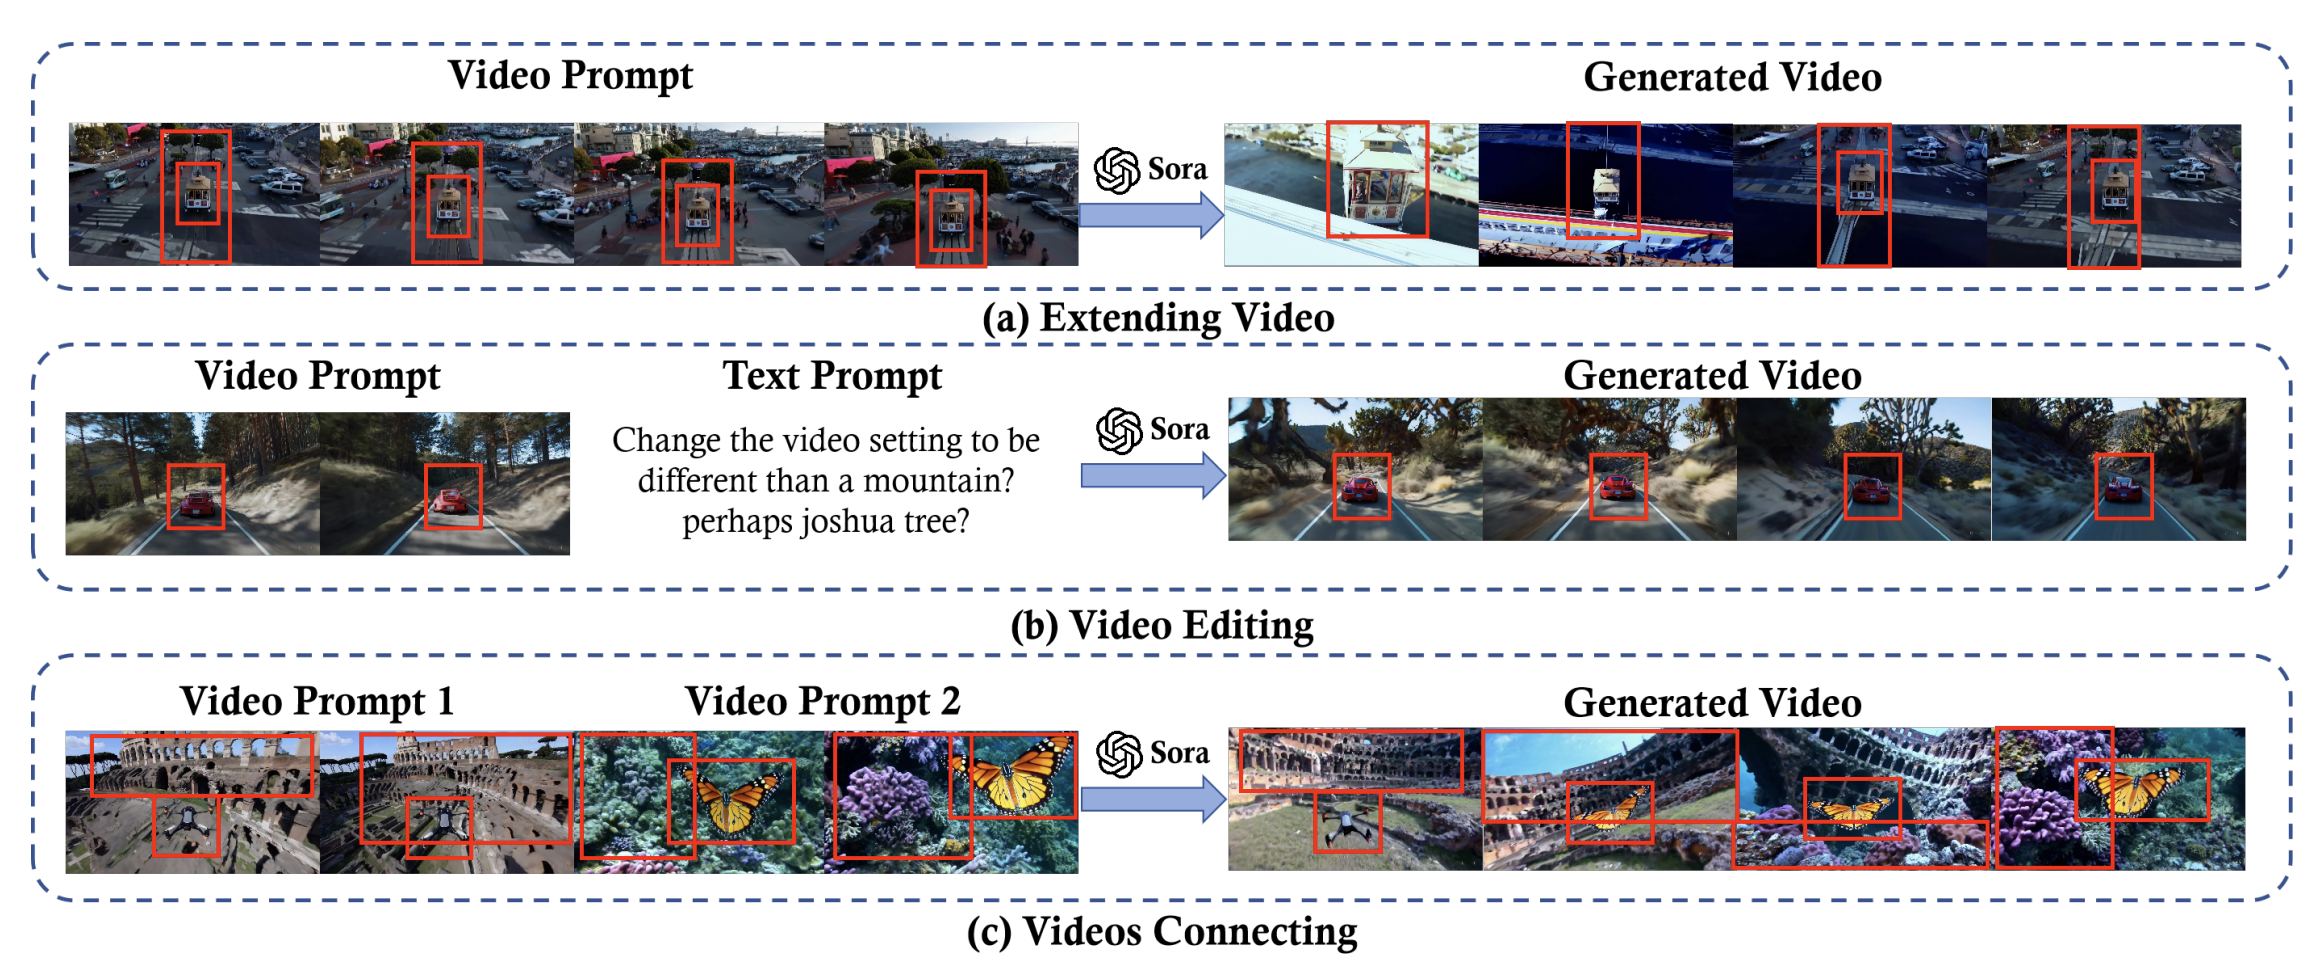 Video Prompt
Generated Video
Sora
(a) Extending Video
Video Prompt
Text Prompt
Generated Video
Change the video setting to be
different than a mountain?
perhaps joshua tree?
Sora
(b) Video Editing
Video Prompt 1
Video Prompt 2
Generated Video
Sora
(c) Videos Connecting